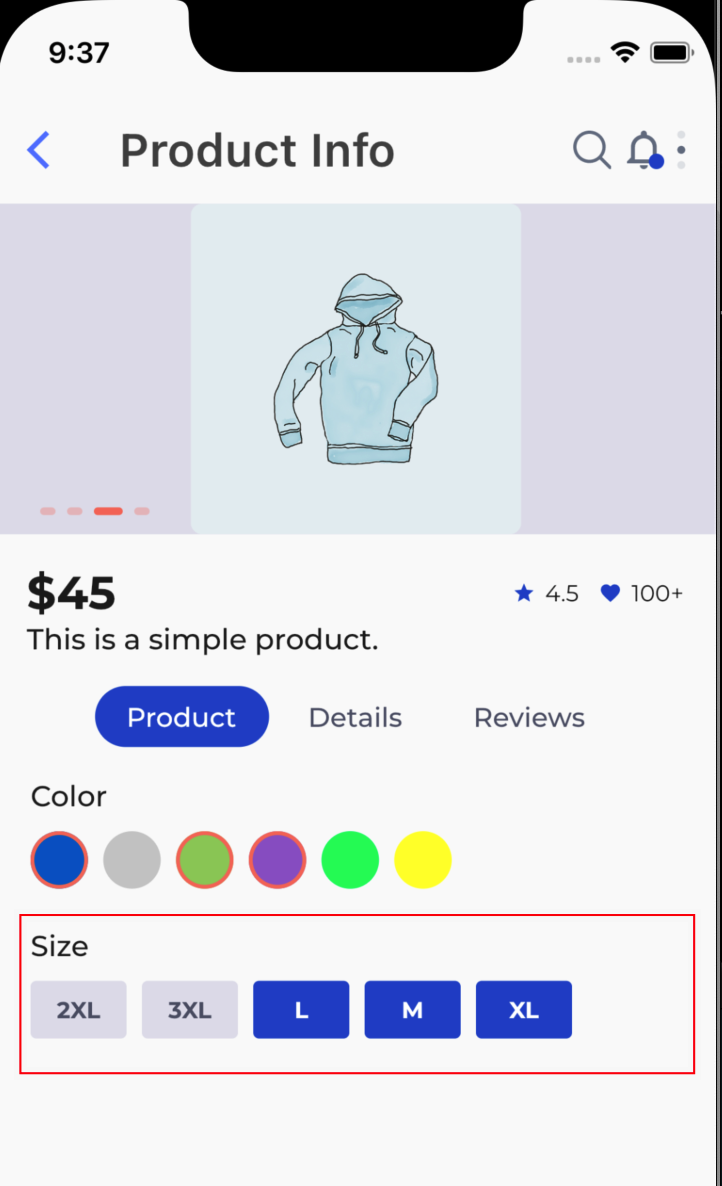 9:37
Product Info
$45
4.5 100+
This is a simple product.
Product Details Reviews
Color
Size
2XL 3XL L M XL